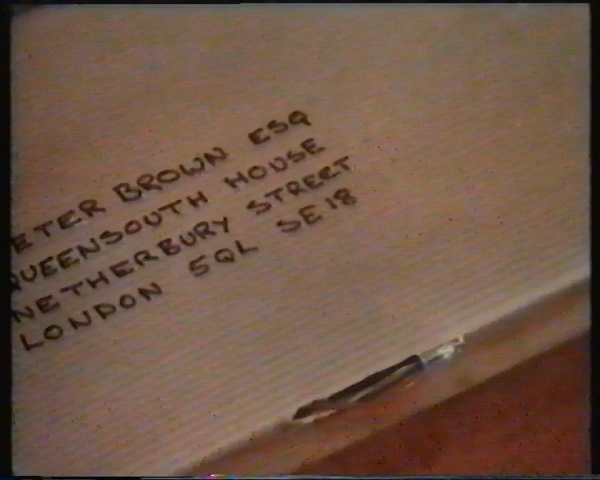 ETER BROWN ESQ
QUEENSOUTH HOUSE
NETHERBURY STREET
LONDON SQL SE18